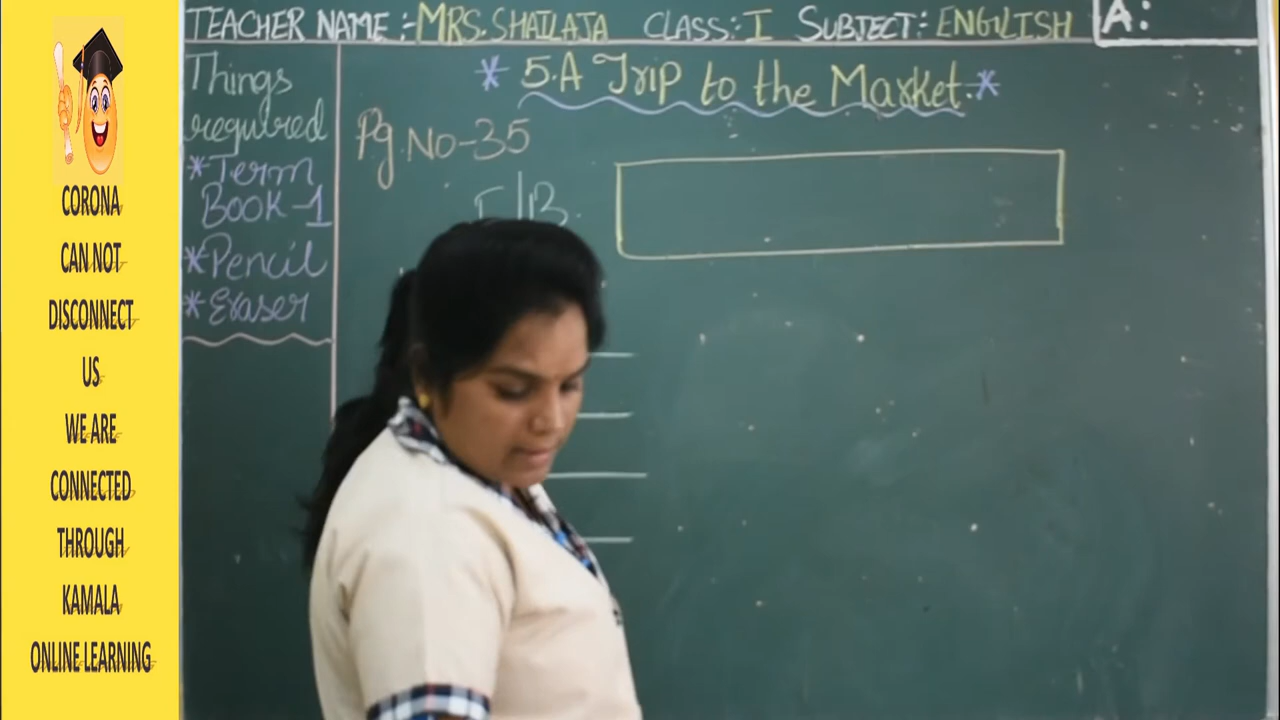 CORONA
CAN NOT
DISCONNECT
US
WE ARE
CONNECTED
THROUGH
KAMALA
ONLINE LEARNING
TEACHER NAME :- MRS. SHAILAJA CLASS:- I SUBJECT:- ENGLISH
A:
Things
required
*Term
Book-1
*Pencil
*Eraser
* 5. A Trip to the Market. *
Pg. No-35